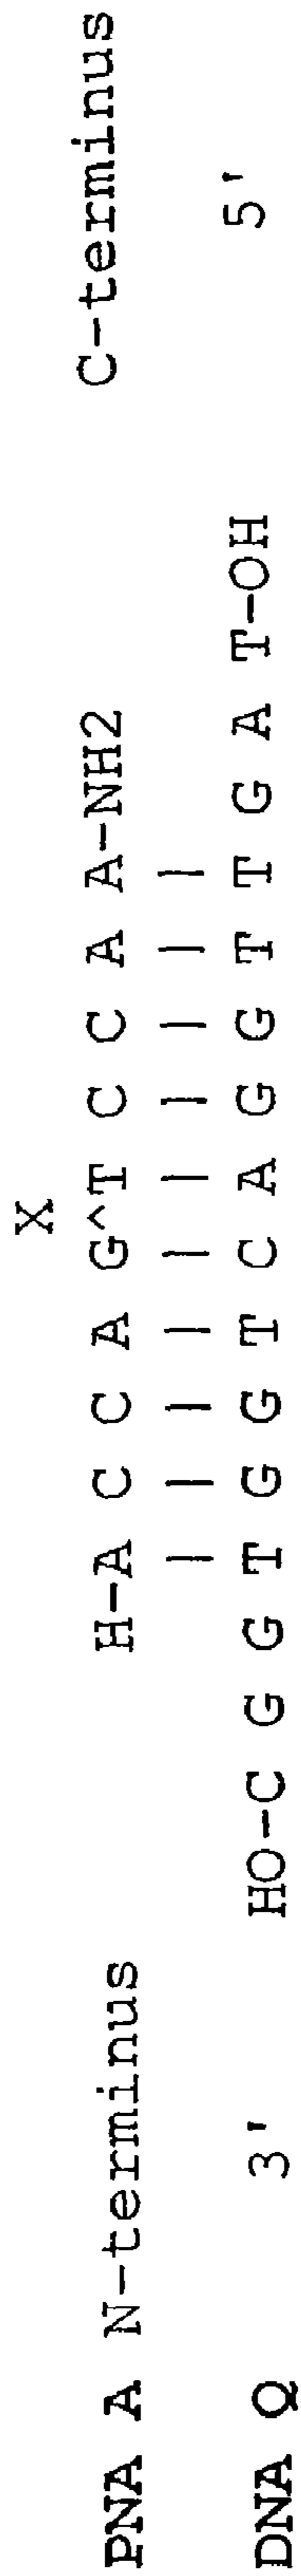 X
PNA A N-terminus H-A C C A G^T C C A A-NH2 C-terminus
| | | | | | | | | |
DNA Q 3' HO-C G G T G G T C A G G T T G A T-OH 5'